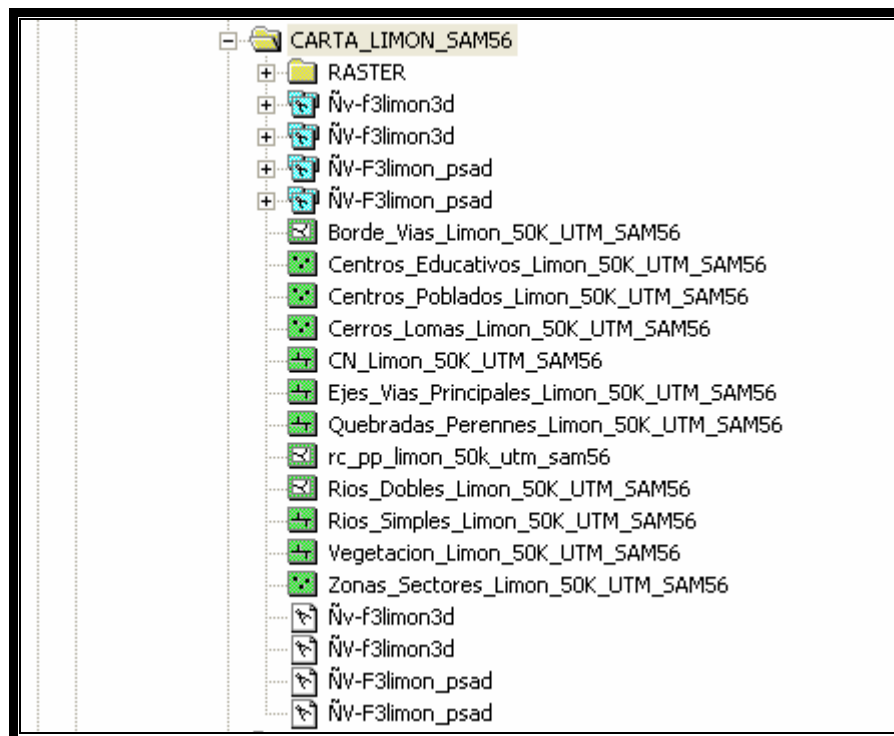 CARTA_LIMON_SAM56
RASTER
Ñv-f3limon3d
Ñv-f3limon3d
ÑV-F3limon_psad
ÑV-F3limon_psad
Borde_Vias_Limon_50K_UTM_SAM56
Centros_Educativos_Limon_50K_UTM_SAM56
Centros_Poblados_Limon_50K_UTM_SAM56
Cerros_Lomas_Limon_50K_UTM_SAM56
CN_Limon_50K_UTM_SAM56
Ejes_Vias_Principales_Limon_50K_UTM_SAM56
Quebradas_Perennes_Limon_50K_UTM_SAM56
rc_pp_limon_50k_utm_sam56
Rios_Dobles_Limon_50K_UTM_SAM56
Rios_Simples_Limon_50K_UTM_SAM56
Vegetacion_Limon_50K_UTM_SAM56
Zonas_Sectores_Limon_50K_UTM_SAM56
Ñv-f3limon3d
ÑV-f3limon3d
ÑV-F3limon_psad
ÑV-F3limon_psad